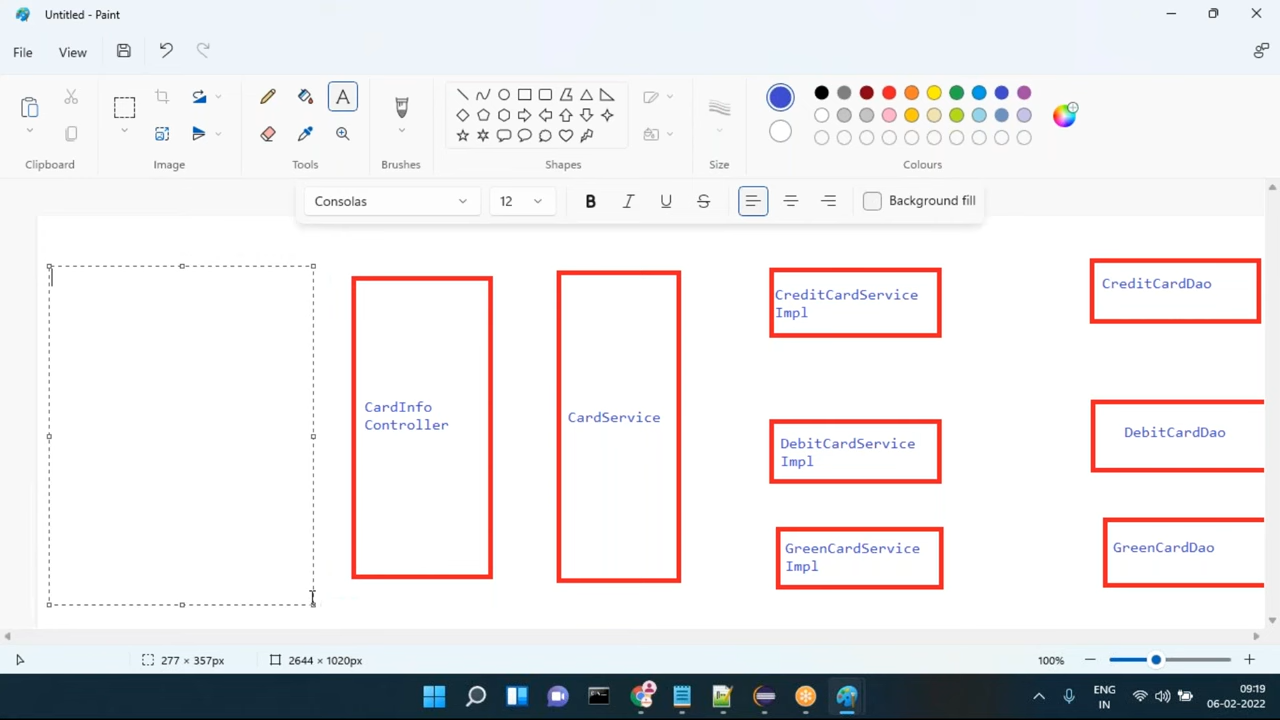 Untitled - Paint
File
View
Clipboard
Image
Tools
Brushes
Shapes
Size
Colours
Consolas
12
B
I
U
S
Background fill
A
CardInfo
Controller
CardService
CreditCardService
Impl
DebitCardService
Impl
GreenCardService
Impl
CreditCardDao
DebitCardDao
GreenCardDao
277 × 357px
2644 × 1020px
100%
ENG
IN
09:19
06-02-2022